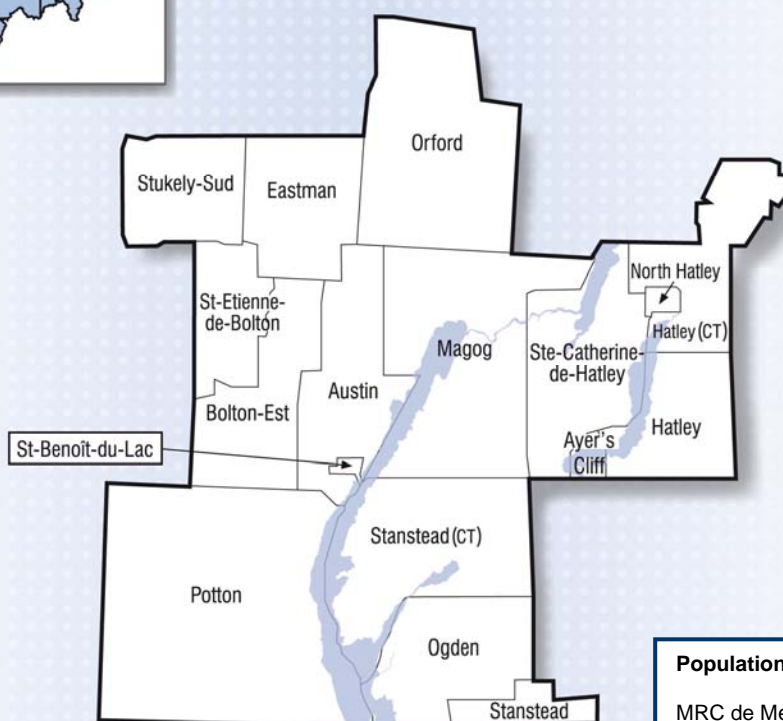 Orford
Stukely-Sud
Eastman
North Hatley
St-Etienne-
de-Bolton
Hatley (CT)
Magog
Ste-Catherine-
de-Hatley
Austin
Bolton-Est
Hatley
Ayer's
Cliff
St-Benoît-du-Lac
Stanstead (CT)
Potton
Ogden
Stanstead
Population
MRC de Me